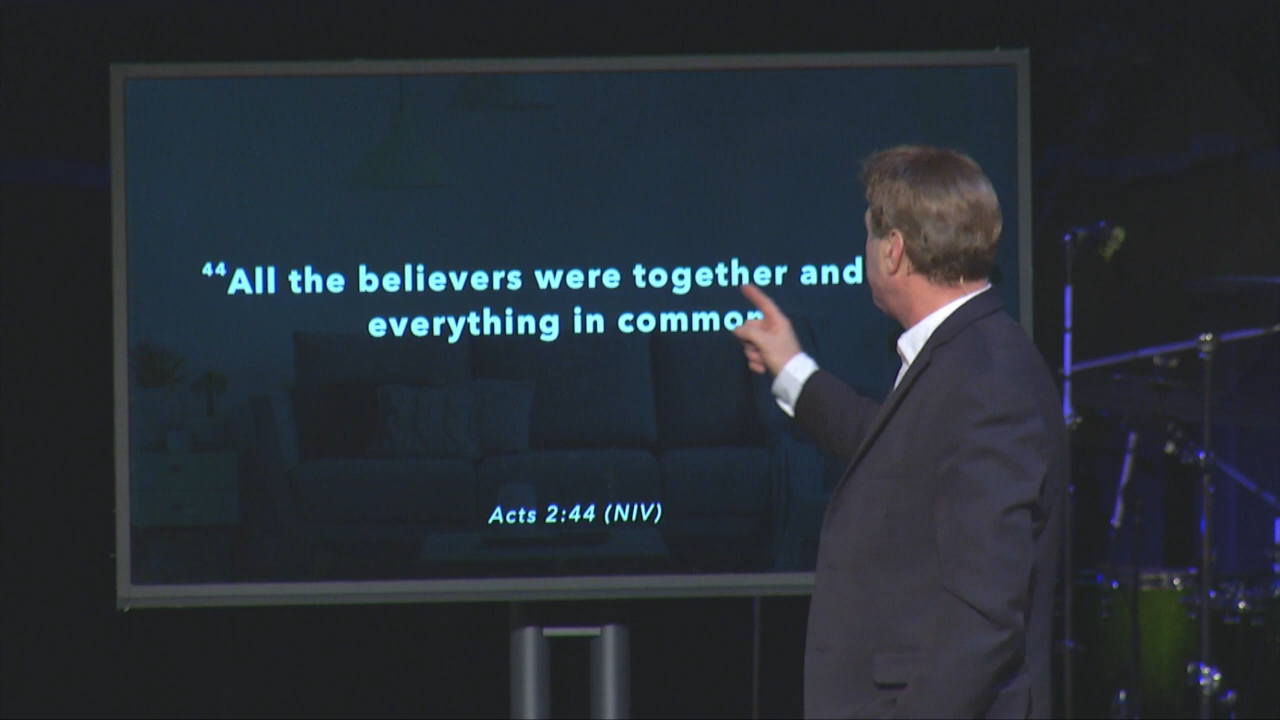 ⁴⁴All the believers were together and
everything in common
Acts 2:44 (NIV)